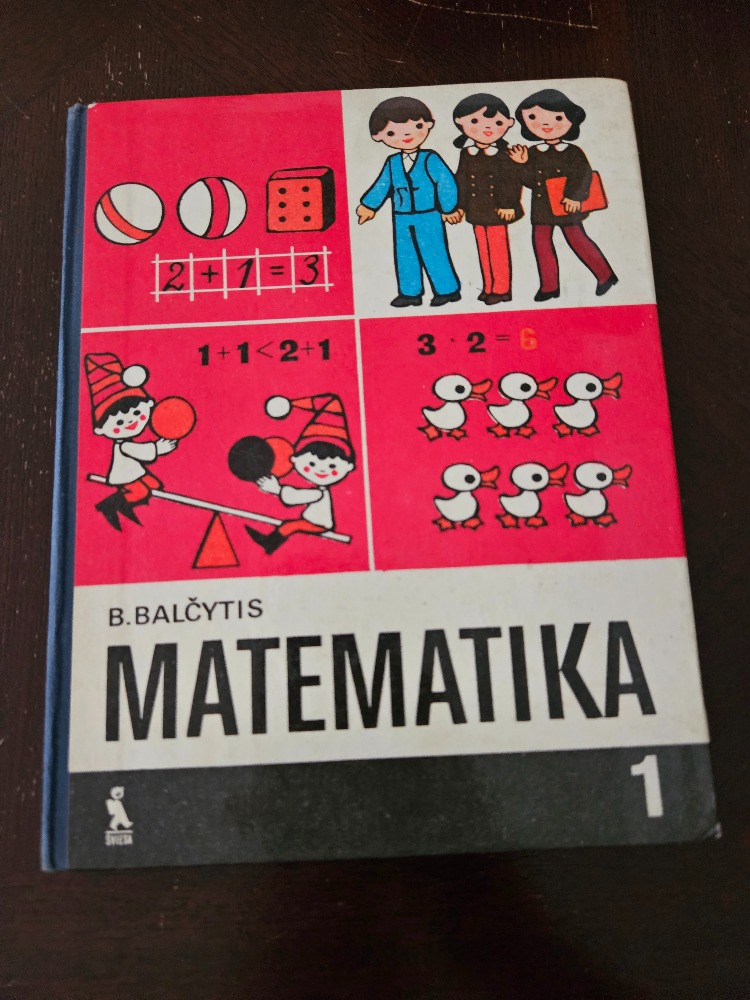 2+1=3
1+1<2+1
3 · 2 = 6
B. BALČYTIS
MATEMATIKA
1
ŠVIESA